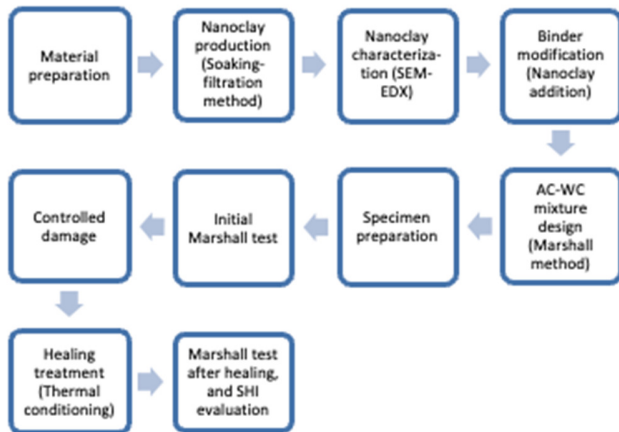 Material
preparation
Nanoclay
production
(Soaking-
filtration
method)
Nanoclay
characteriza-
tion (SEM-
EDX)
Binder
modification
(Nanoclay
addition)
AC-WC
mixture
design
(Marshall
method)
Specimen
preparation
Initial
Marshall test
Controlled
damage
Healing
treatment
(Thermal
conditioning)
Marshall test
after healing,
and SHI
evaluation